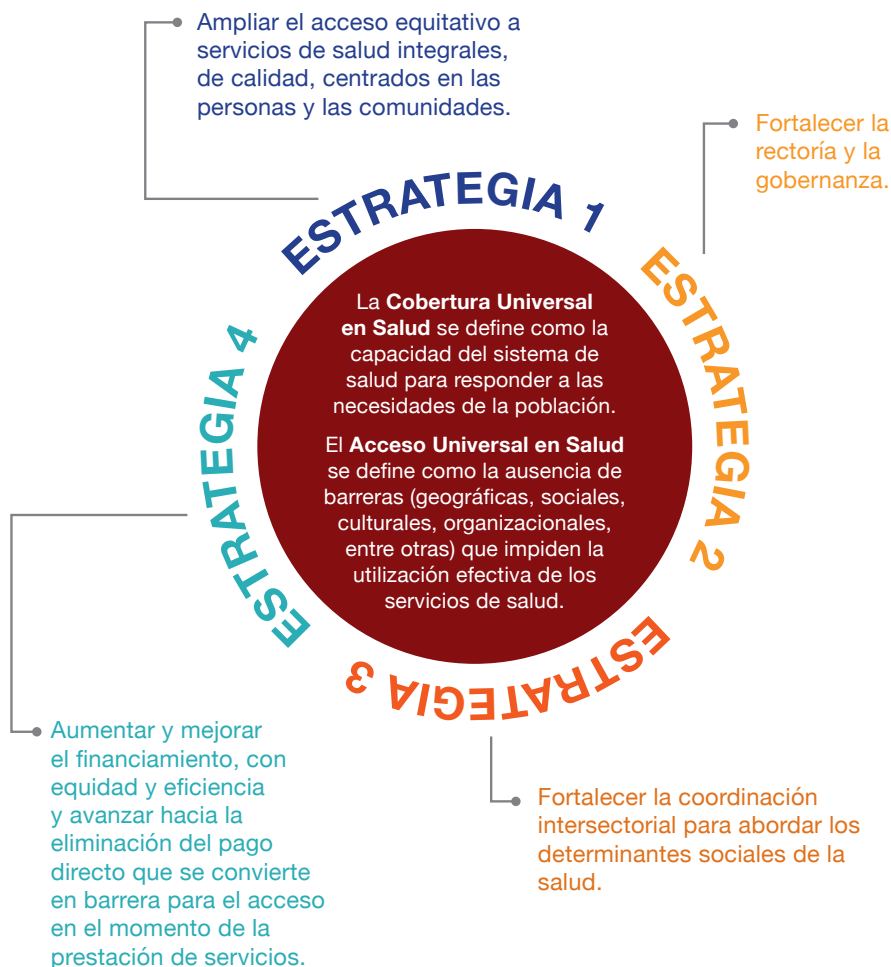 Ampliar el acceso equitativo a
servicios de salud integrales,
de calidad, centrados en las
personas y las comunidades.
Fortalecer la
rectoría y la
gobernanza.
ESTRATEGIA 1
ESTRATEGIA 2
ESTRATEGIA 3
ESTRATEGIA 4
La Cobertura Universal
en Salud se define como la
capacidad del sistema de
salud para responder a las
necesidades de la población.
El Acceso Universal en Salud
se define como la ausencia de
barreras (geográficas, sociales,
culturales, organizacionales,
entre otras) que impiden la
utilización efectiva de los
servicios de salud.
Aumentar y mejorar
el financiamiento, con
equidad y eficiencia
y avanzar hacia la
eliminación del pago
directo que se convierte
en barrera para el acceso
en el momento de la
prestación de servicios.
Fortalecer la coordinación
intersectorial para abordar los
determinantes sociales de la
salud.